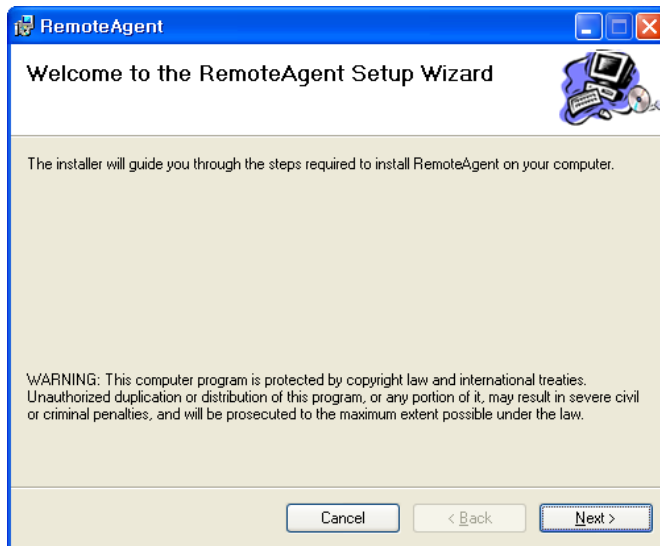 RemoteAgent
Welcome to the RemoteAgent Setup Wizard
The installer will guide you through the steps required to install RemoteAgent on your computer.
WARNING: This computer program is protected by copyright law and international treaties.
Unauthorized duplication or distribution of this program, or any portion of it, may result in severe civil
or criminal penalties, and will be prosecuted to the maximum extent possible under the law.
Cancel
< Back
Next >